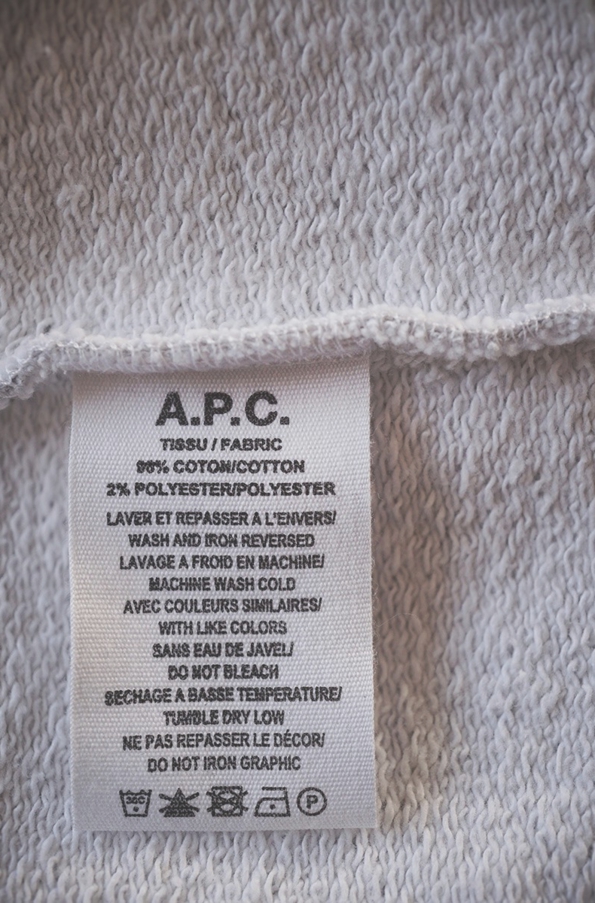 A.P.C.
TISSU / FABRIC
98% COTON/COTTON
2% POLYESTER/POLYESTER
LAVER ET REPASSER A L'ENVERS/
WASH AND IRON REVERSED
LAVAGE A FROID EN MACHINE/
MACHINE WASH COLD
AVEC COULEURS SIMILAIRES/
WITH LIKE COLORS
SANS EAU DE JAVEL/
DO NOT BLEACH
SECHAGE A BASSE TEMPERATURE/
TUMBLE DRY LOW
NE PAS REPASSER LE DÉCOR/
DO NOT IRON GRAPHIC
P